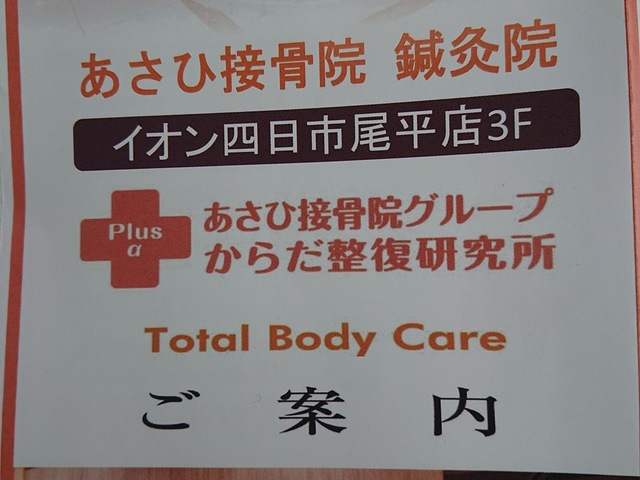 あさひ接骨院 鍼灸院
イオン四日市尾平店3F
Plus
α
あさひ接骨院グループ
からだ整復研究所
Total Body Care
ご 案 内